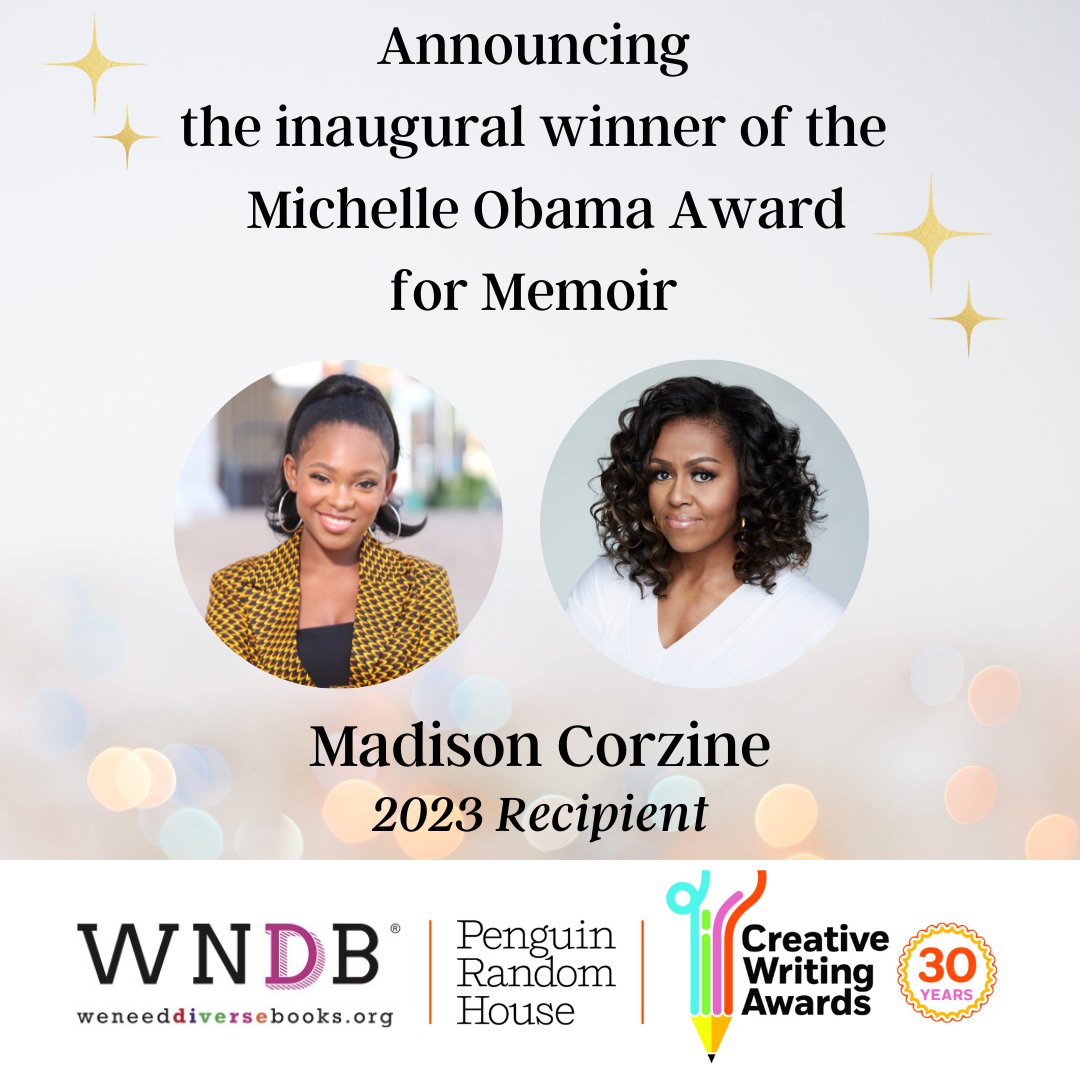 Announcing
the inaugural winner of the
Michelle Obama Award
for Memoir
Madison Corzine
2023 Recipient
WNDB®
weneeddiversebooks.org
Penguin
Random
House
Creative
Writing
Awards
30
YEARS